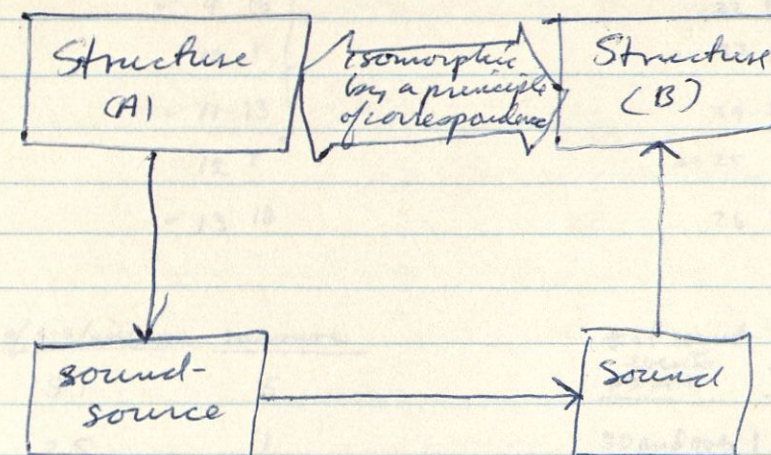 Structure
(A)
Isomorphic
by a principle
of correspondence
Structure
(B)
sound-
source
Sound